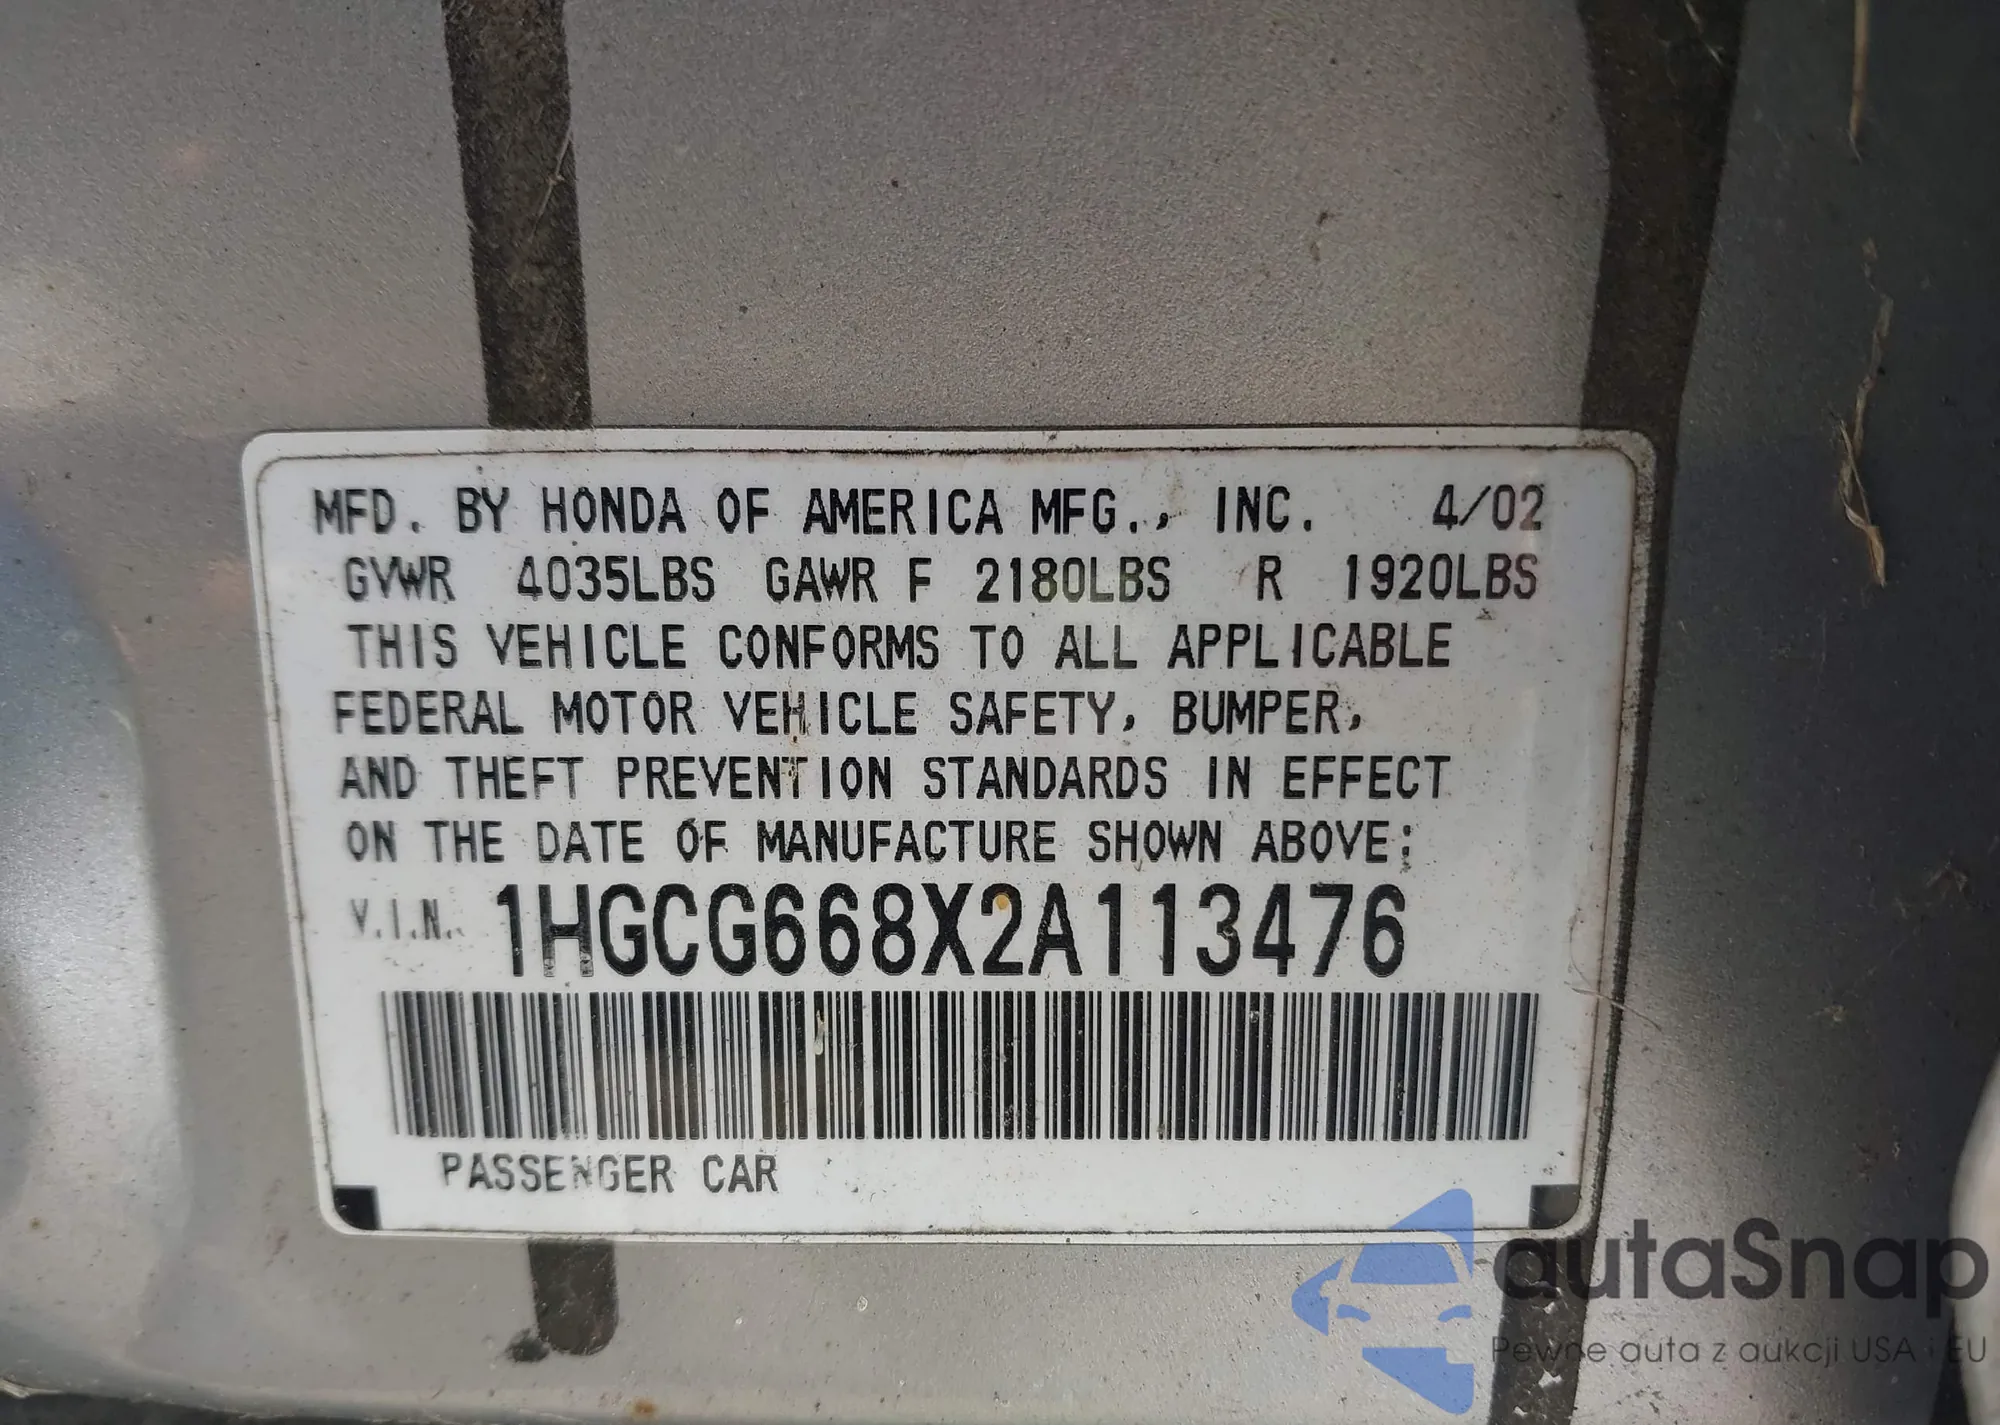 MFD. BY HONDA OF AMERICA MFG., INC. 4/02
GVWR 4035LBS GAWR F 2180LBS R 1920LBS
THIS VEHICLE CONFORMS TO ALL APPLICABLE
FEDERAL MOTOR VEHICLE SAFETY, BUMPER,
AND THEFT PREVENTION STANDARDS IN EFFECT
ON THE DATE OF MANUFACTURE SHOWN ABOVE;
V.I.N. 1HGCG668X2A113476
PASSENGER CAR
autaSnap
Pewne auta z aukcji USA i EU